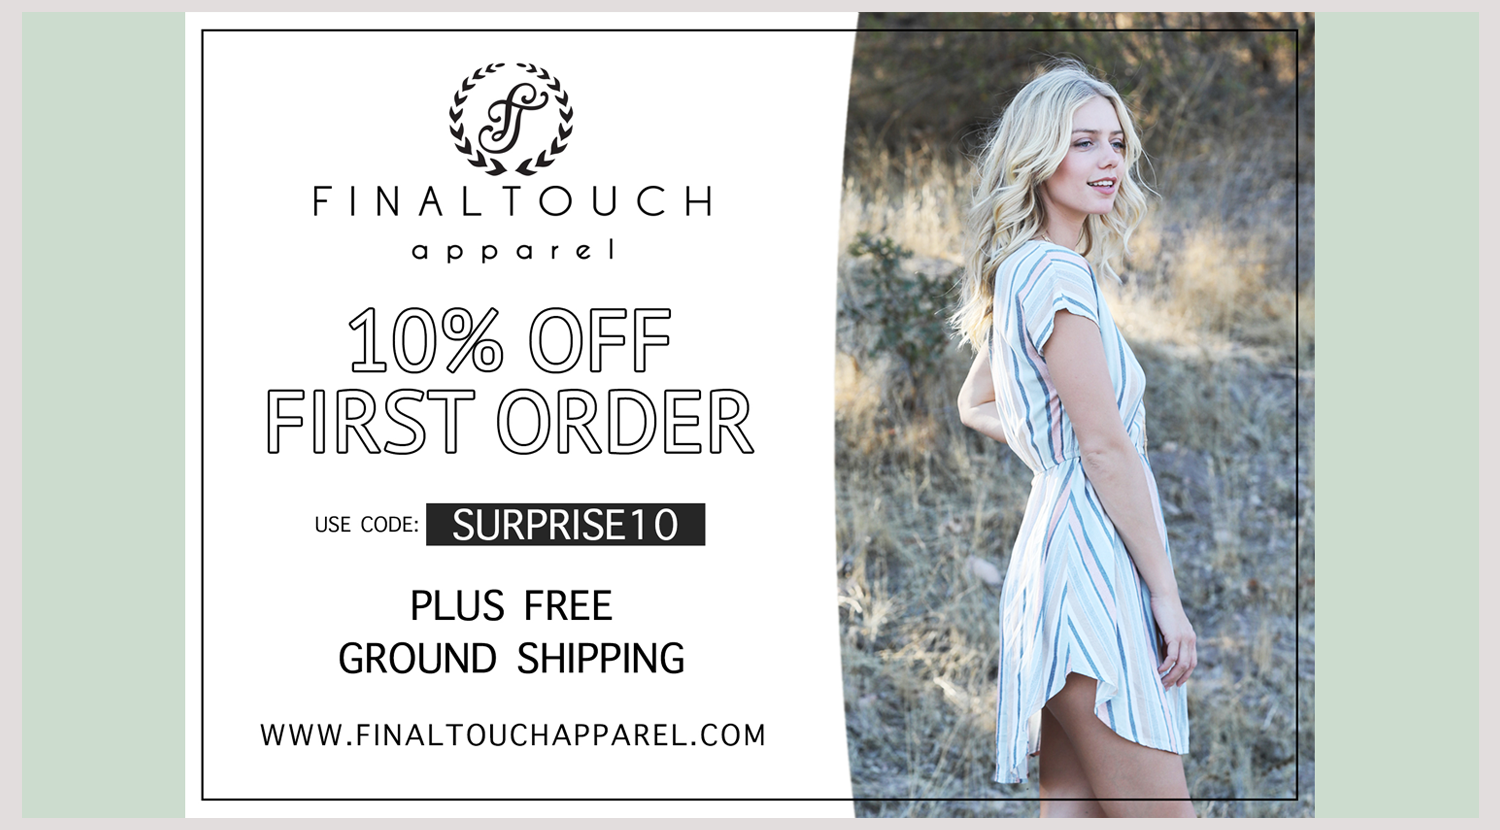 FINALTOUCH
apparel
10% OFF
FIRST ORDER
USE CODE: SURPRISE10
PLUS FREE
GROUND SHIPPING
WWW.FINALTOUCHAPPAREL.COM